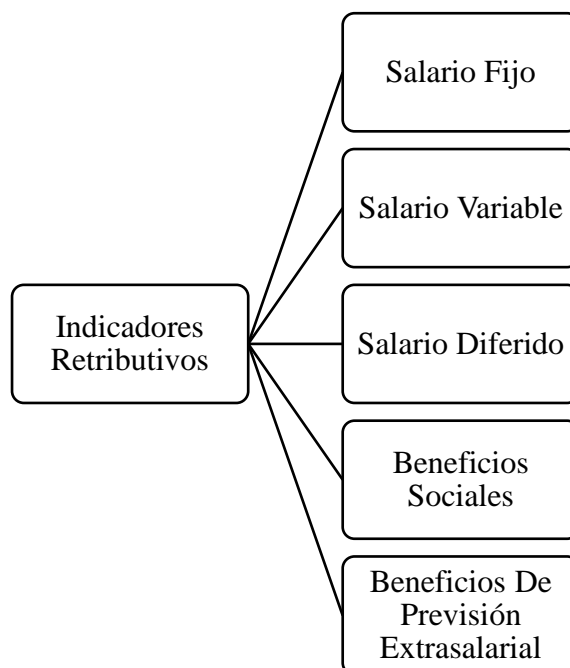 Indicadores
Retributivos
Salario Fijo
Salario Variable
Salario Diferido
Beneficios
Sociales
Beneficios De
Previsión
Extrasalarial